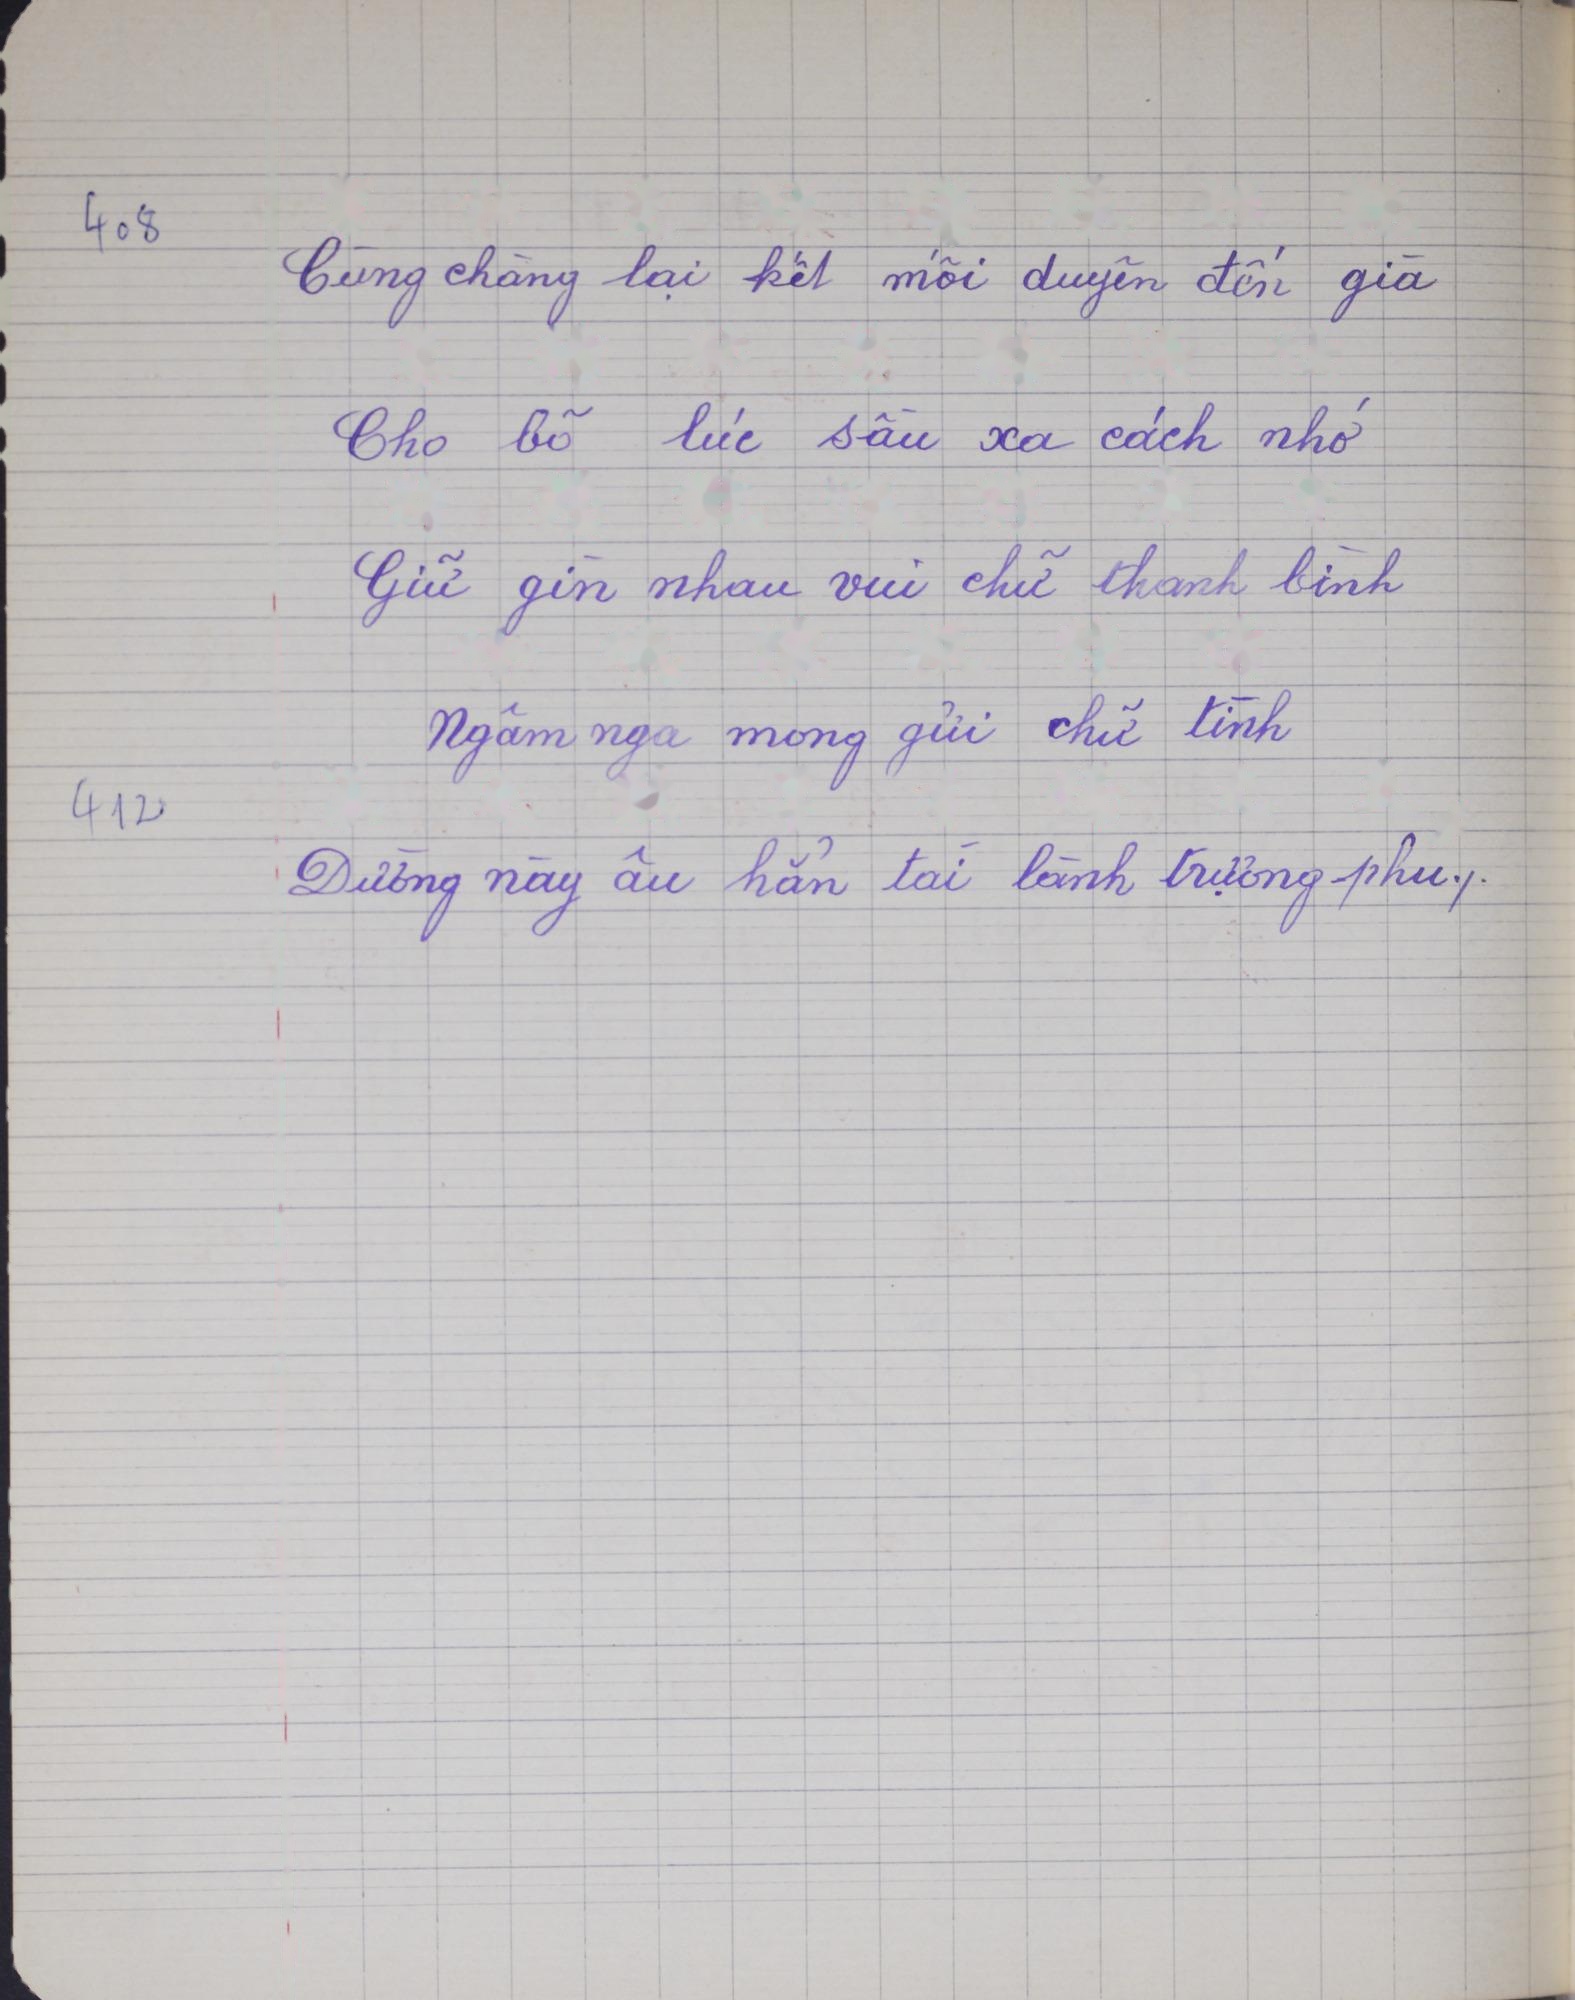 408
Cùng chàng lại kết mối duyên đến già
Cho bõ lúc sầu xa cách nhớ
Giữ gìn nhau vui chữ thanh bình
Ngâm nga mong gửi chữ tình
412
Dường này âu hẳn tài lành trượng phu./.